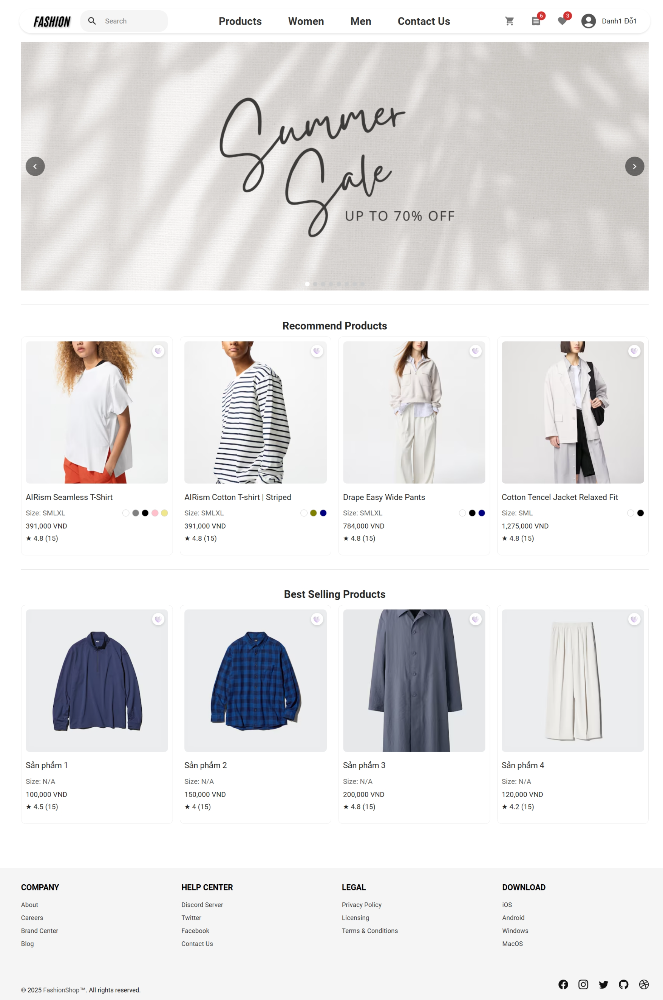 FASHION
Search
Products
Women
Men
Contact Us
6
3
Danh1 Đỗ1
Summer
Sale
UP TO 70% OFF
Recommend Products
AIRism Seamless T-Shirt
Size: SMLXL
391,000 VND
★ 4.8 (15)
AIRism Cotton T-shirt | Striped
Size: SMLXL
391,000 VND
★ 4.8 (15)
Drape Easy Wide Pants
Size: SMLXL
784,000 VND
★ 4.8 (15)
Cotton Tencel Jacket Relaxed Fit
Size: SML
1,275,000 VND
★ 4.8 (15)
Best Selling Products
Sản phẩm 1
Size: N/A
100,000 VND
★ 4.5 (15)
Sản phẩm 2
Size: N/A
150,000 VND
★ 4 (15)
Sản phẩm 3
Size: N/A
200,000 VND
★ 4.8 (15)
Sản phẩm 4
Size: N/A
120,000 VND
★ 4.2 (15)
COMPANY
About
Careers
Brand Center
Blog
HELP CENTER
Discord Server
Twitter
Facebook
Contact Us
LEGAL
Privacy Policy
Licensing
Terms & Conditions
DOWNLOAD
iOS
Android
Windows
MacOS
© 2025 FashionShop™. All rights reserved.